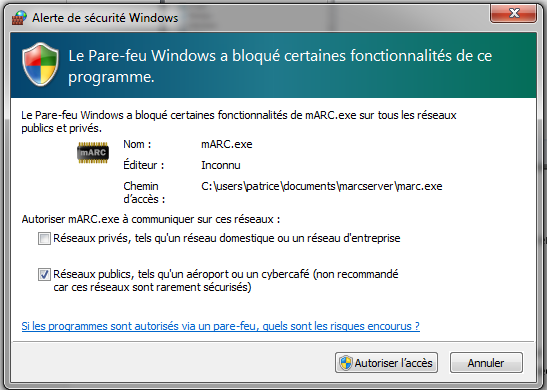 Alerte de sécurité Windows
Le Pare-feu Windows a bloqué certaines fonctionnalités de ce
programme.
Le Pare-feu Windows a bloqué certaines fonctionnalités de mARC.exe sur tous les réseaux
publics et privés.
mARC
Nom : mARC.exe
Éditeur : Inconnu
Chemin C:\users\patrice\documents\marcserver\marc.exe
d'accès :
Autoriser mARC.exe à communiquer sur ces réseaux :
Réseaux privés, tels qu'un réseau domestique ou un réseau d'entreprise
Réseaux publics, tels qu'un aéroport ou un cybercafé (non recommandé
car ces réseaux sont rarement sécurisés)
Si les programmes sont autorisés via un pare-feu, quels sont les risques encourus ?
Autoriser l'accès Annuler